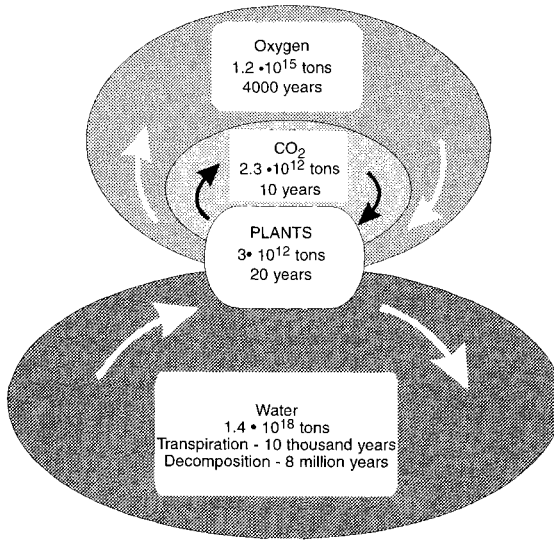 Oxygen
1.2 •10¹⁵ tons
4000 years
CO₂
2.3 •10¹² tons
10 years
PLANTS
3• 10¹² tons
20 years
Water
1.4 • 10¹⁸ tons
Transpiration - 10 thousand years
Decomposition - 8 million years